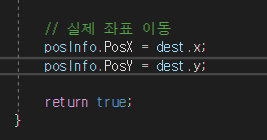 // 실제 좌표 이동
posInfo.PosX = dest.x;
posInfo.PosY = dest.y;
return true;
}